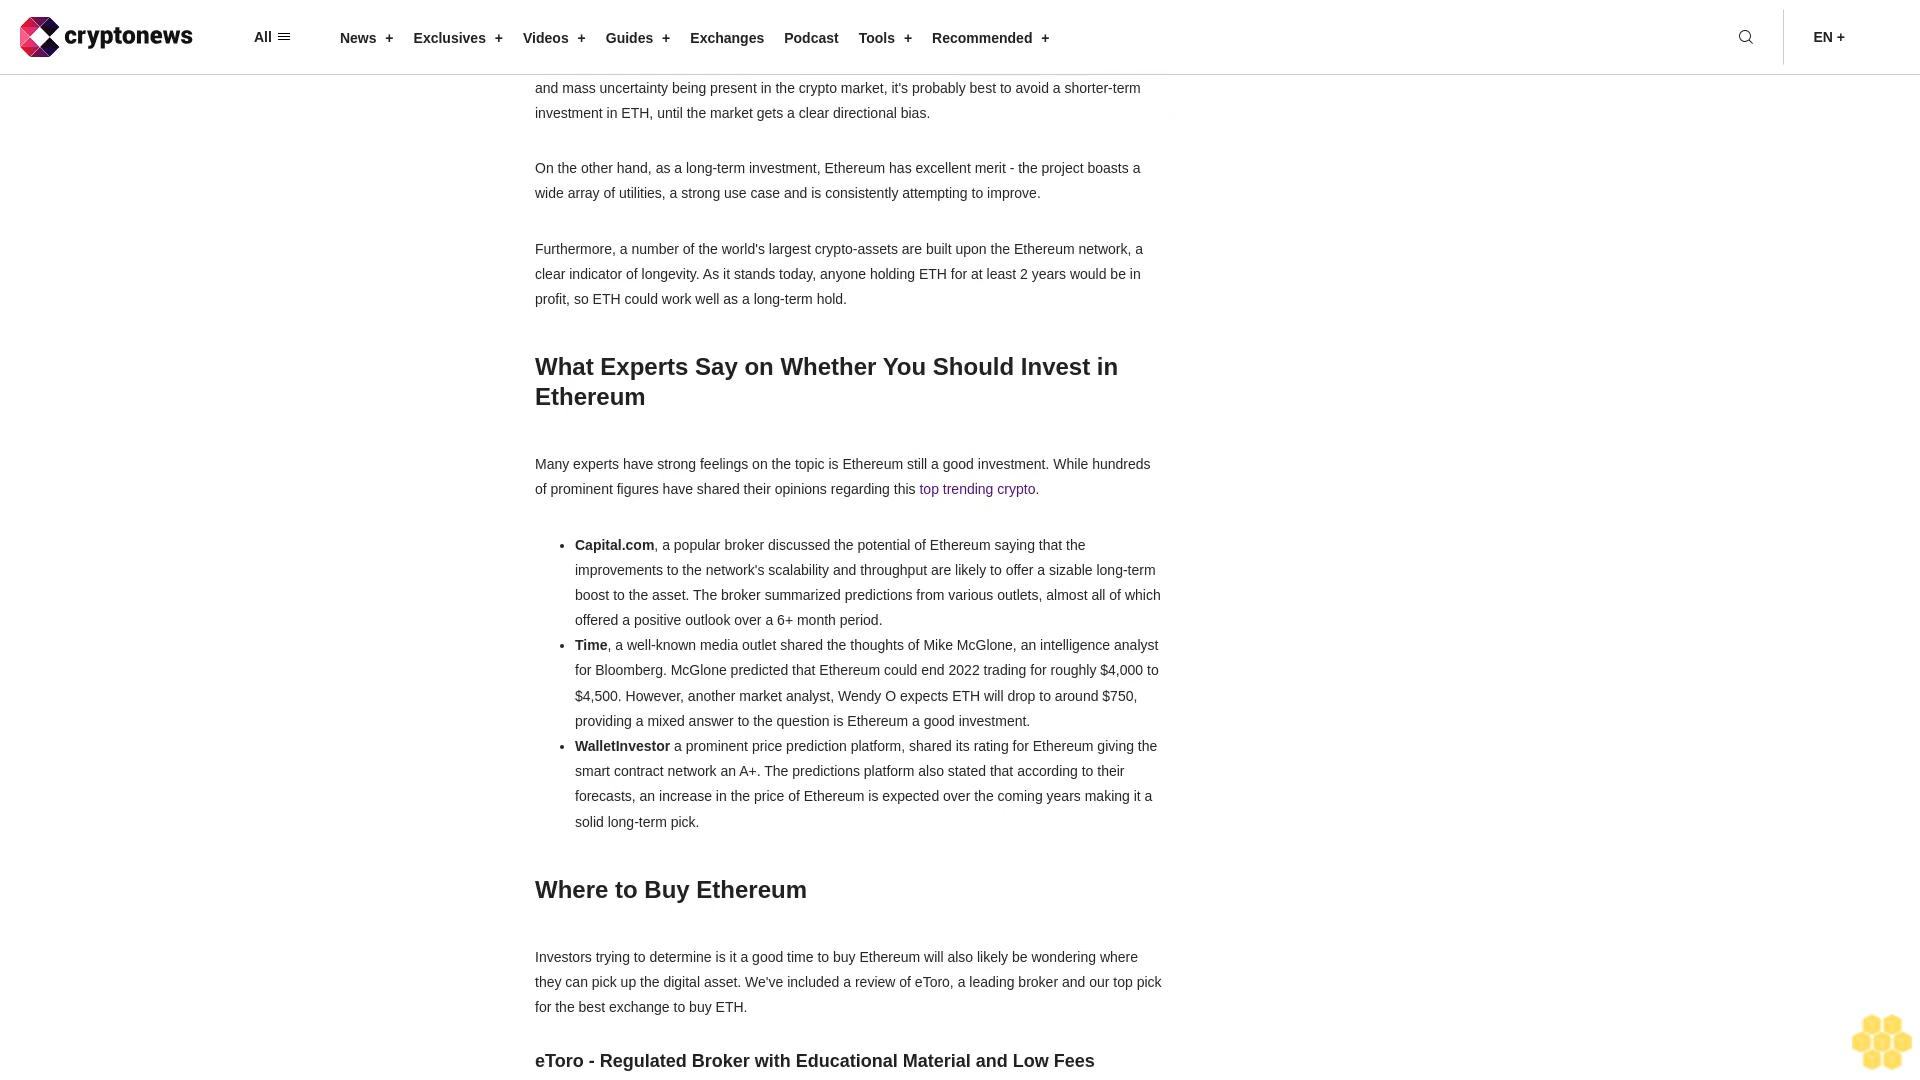 cryptonews
All
News +
Exclusives +
Videos +
Guides +
Exchanges
Podcast
Tools +
Recommended +
EN +
and mass uncertainty being present in the crypto market, it's probably best to avoid a shorter-term
investment in ETH, until the market gets a clear directional bias.
On the other hand, as a long-term investment, Ethereum has excellent merit - the project boasts a
wide array of utilities, a strong use case and is consistently attempting to improve.
Furthermore, a number of the world's largest crypto-assets are built upon the Ethereum network, a
clear indicator of longevity. As it stands today, anyone holding ETH for at least 2 years would be in
profit, so ETH could work well as a long-term hold.
What Experts Say on Whether You Should Invest in
Ethereum
Many experts have strong feelings on the topic is Ethereum still a good investment. While hundreds
of prominent figures have shared their opinions regarding this top trending crypto.
Capital.com, a popular broker discussed the potential of Ethereum saying that the
improvements to the network's scalability and throughput are likely to offer a sizable long-term
boost to the asset. The broker summarized predictions from various outlets, almost all of which
offered a positive outlook over a 6+ month period.
Time, a well-known media outlet shared the thoughts of Mike McGlone, an intelligence analyst
for Bloomberg. McGlone predicted that Ethereum could end 2022 trading for roughly $4,000 to
$4,500. However, another market analyst, Wendy O expects ETH will drop to around $750,
providing a mixed answer to the question is Ethereum a good investment.
WalletInvestor a prominent price prediction platform, shared its rating for Ethereum giving the
smart contract network an A+. The predictions platform also stated that according to their
forecasts, an increase in the price of Ethereum is expected over the coming years making it a
solid long-term pick.
Where to Buy Ethereum
Investors trying to determine is it a good time to buy Ethereum will also likely be wondering where
they can pick up the digital asset. We've included a review of eToro, a leading broker and our top pick
for the best exchange to buy ETH.
eToro - Regulated Broker with Educational Material and Low Fees